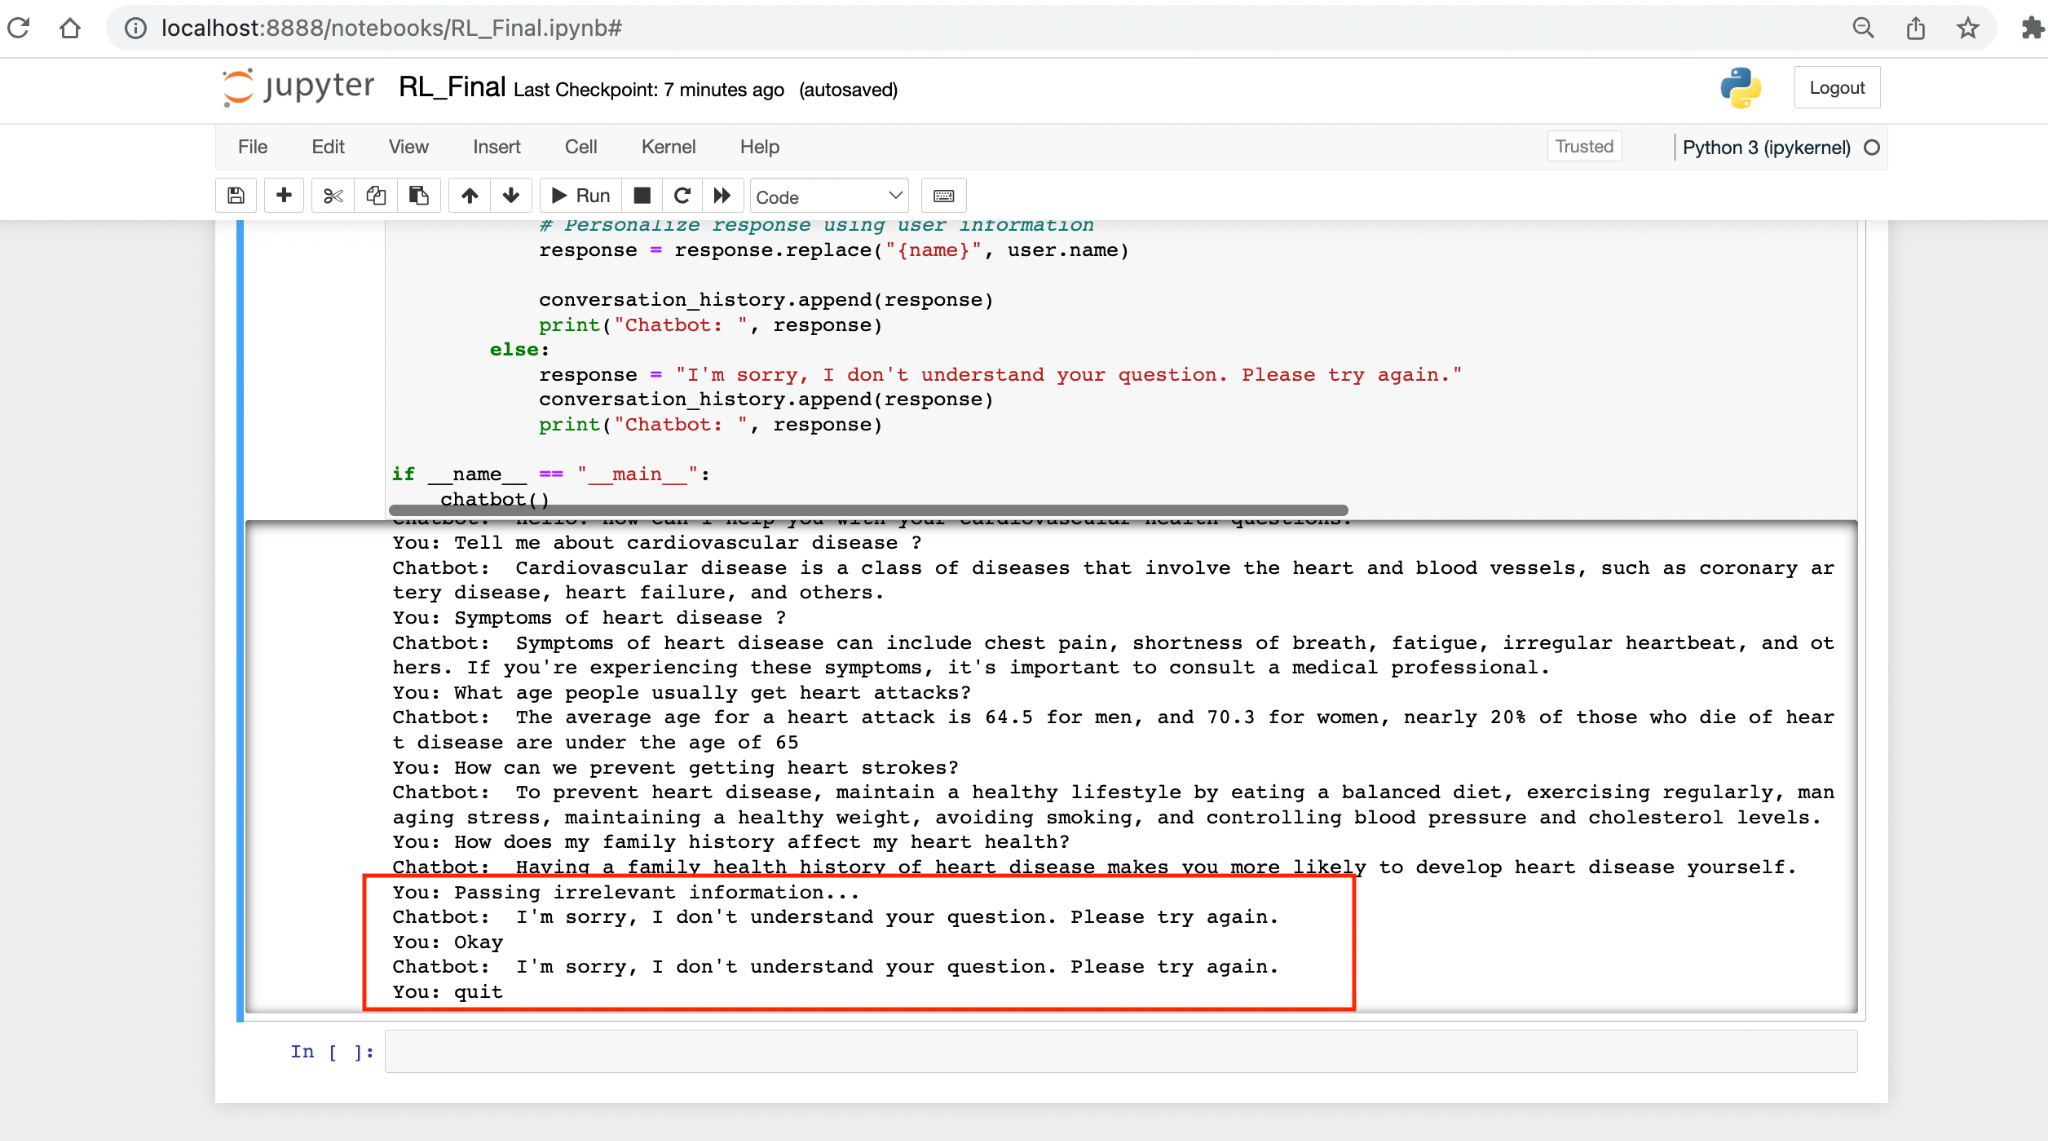 localhost:8888/notebooks/RL_Final.ipynb#
jupyter RL_Final Last Checkpoint: 7 minutes ago (autosaved)
Logout
File Edit View Insert Cell Kernel Help
Trusted Python 3 (ipykernel)
Run Code
# Personalize response using user information
response = response.replace("{name}", user.name)
conversation_history.append(response)
print("Chatbot: ", response)
else:
response = "I'm sorry, I don't understand your question. Please try again."
conversation_history.append(response)
print("Chatbot: ", response)
if __name__ == "__main__":
chatbot()
Chatbot:  Hello! How can I help you with your cardiovascular health questions?
You: Tell me about cardiovascular disease ?
Chatbot:  Cardiovascular disease is a class of diseases that involve the heart and blood vessels, such as coronary ar
tery disease, heart failure, and others.
You: Symptoms of heart disease ?
Chatbot:  Symptoms of heart disease can include chest pain, shortness of breath, fatigue, irregular heartbeat, and ot
hers. If you're experiencing these symptoms, it's important to consult a medical professional.
You: What age people usually get heart attacks?
Chatbot:  The average age for a heart attack is 64.5 for men, and 70.3 for women, nearly 20% of those who die of hear
t disease are under the age of 65
You: How can we prevent getting heart strokes?
Chatbot:  To prevent heart disease, maintain a healthy lifestyle by eating a balanced diet, exercising regularly, man
aging stress, maintaining a healthy weight, avoiding smoking, and controlling blood pressure and cholesterol levels.
You: How does my family history affect my heart health?
Chatbot:  Having a family health history of heart disease makes you more likely to develop heart disease yourself.
You: Passing irrelevant information...
Chatbot:  I'm sorry, I don't understand your question. Please try again.
You: Okay
Chatbot:  I'm sorry, I don't understand your question. Please try again.
You: quit
In [ ]: